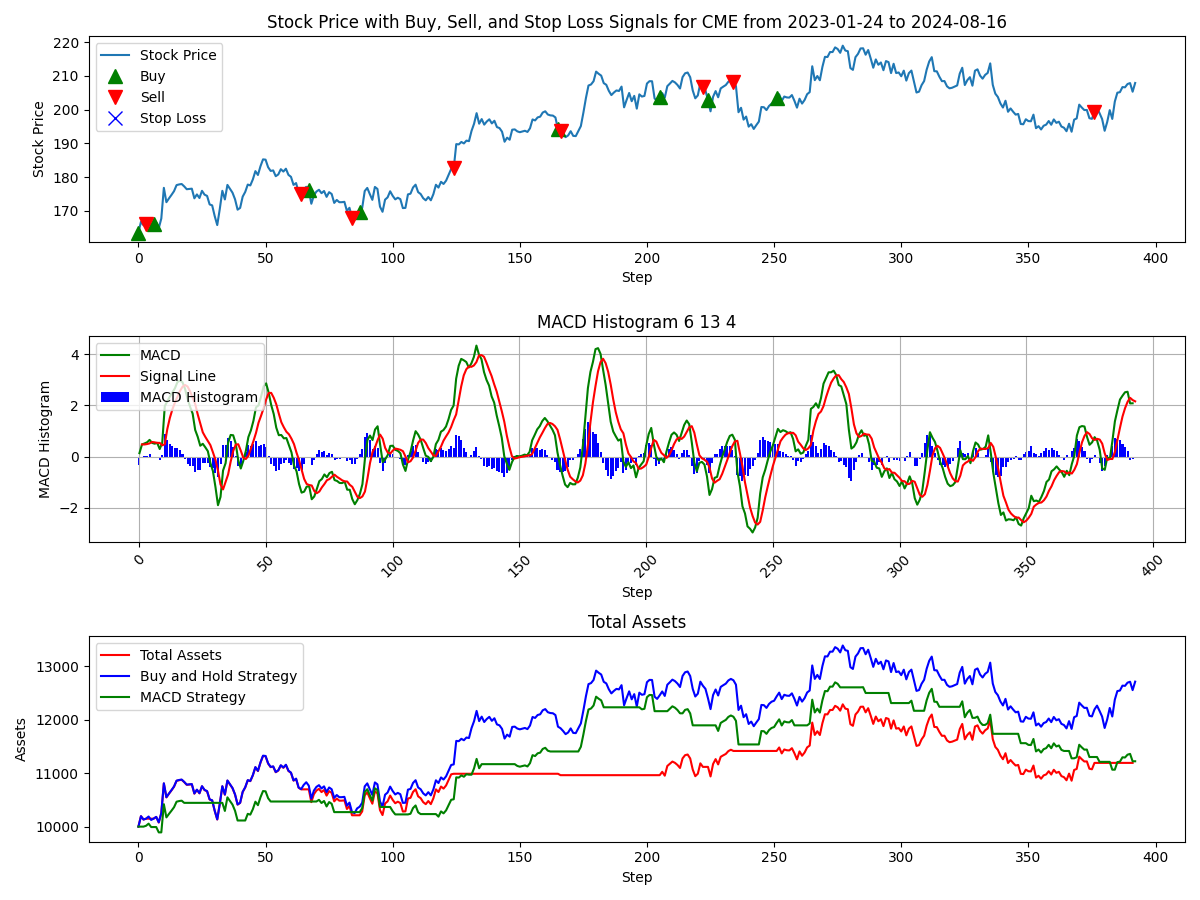 Stock Price with Buy, Sell, and Stop Loss Signals for CME from 2023-01-24 to 2024-08-16
Stock Price
Buy
Sell
Stop Loss
Stock Price
220
210
200
190
180
170
0 50 100 150 200 250 300 350 400
Step
MACD Histogram 6 13 4
MACD
Signal Line
MACD Histogram
MACD Histogram
4
2
0
−2
0 50 100 150 200 250 300 350 400
Step
Total Assets
Total Assets
Buy and Hold Strategy
MACD Strategy
Assets
13000
12000
11000
10000
0 50 100 150 200 250 300 350 400
Step